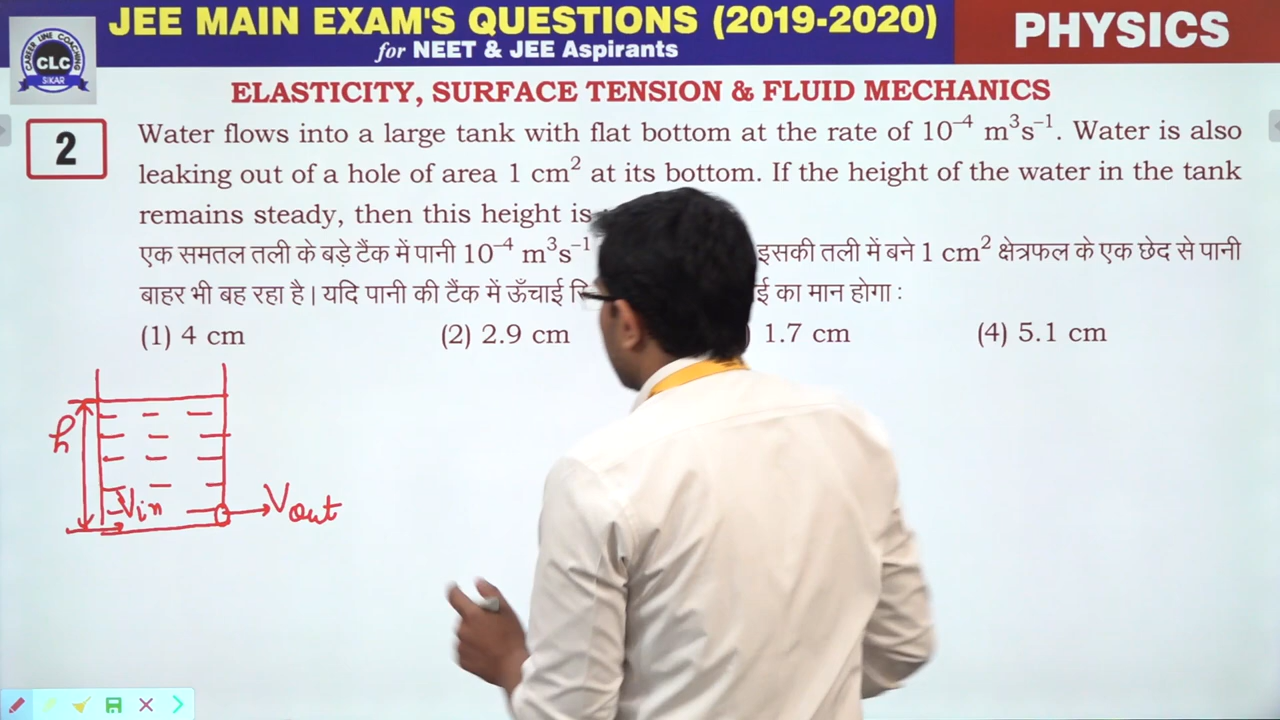 JEE MAIN EXAM'S QUESTIONS (2019-2020)
for NEET & JEE Aspirants
PHYSICS
CAREER LINE COACHING
CLC
SIKAR
ELASTICITY, SURFACE TENSION & FLUID MECHANICS
2
Water flows into a large tank with flat bottom at the rate of 10⁻⁴ m³s⁻¹. Water is also
leaking out of a hole of area 1 cm² at its bottom. If the height of the water in the tank
remains steady, then this height is
एक समतल तली के बड़े टैंक में पानी 10⁻⁴ m³s⁻¹ इसकी तली में बने 1 cm² क्षेत्रफल के एक छेद से पानी
बाहर भी बह रहा है। यदि पानी की टैंक में ऊँचाई का मान होगा :
(1) 4 cm (2) 2.9 cm ) 1.7 cm (4) 5.1 cm
h
Vin
Vout